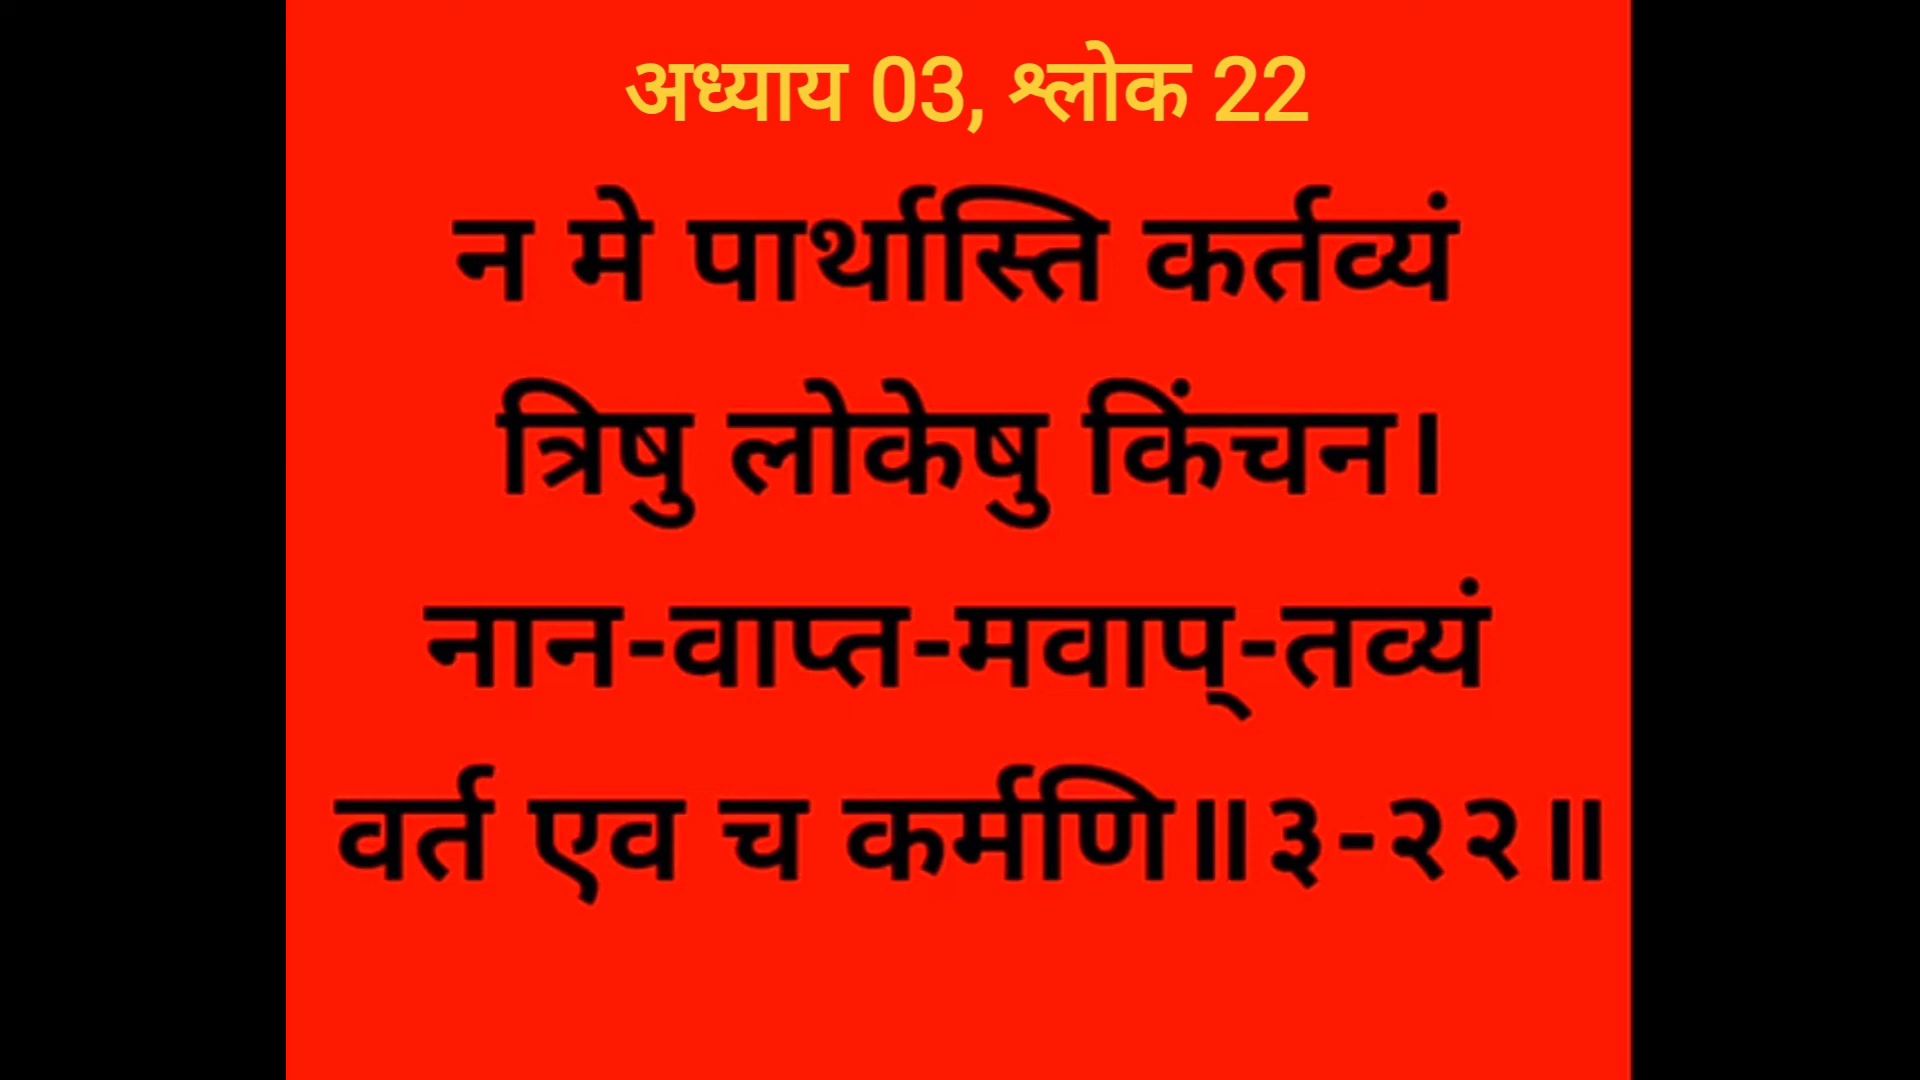 अध्याय 03, श्लोक 22
न मे पार्थास्ति कर्तव्यं
त्रिषु लोकेषु किंचन।
नान-वाप्त-मवाप्-तव्यं
वर्त एव च कर्मणि॥३-२२॥